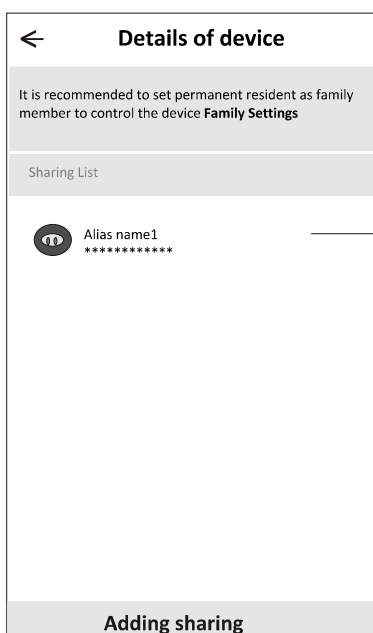 Details of device
It is recommended to set permanent resident as family
member to control the device Family Settings
Sharing List
Alias name1
************
Adding sharing